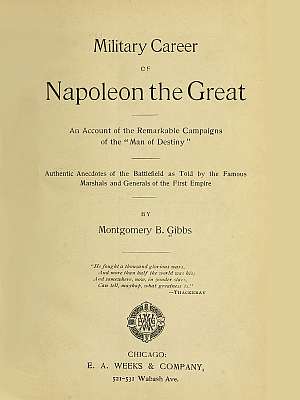 Military Career
OF
Napoleon the Great
An Account of the Remarkable Campaigns
of the "Man of Destiny"
Authentic Anecdotes of the Battlefield as Told by the Famous
Marshals and Generals of the First Empire
BY
Montgomery B. Gibbs
"He fought a thousand glorious wars,
And more than half the world was his;
And somewhere, now, in yonder stars,
Can tell, mayhap, what greatness is."
—THACKERAY
CHICAGO:
E. A. WEEKS & COMPANY,
521-531 Wabash Ave.